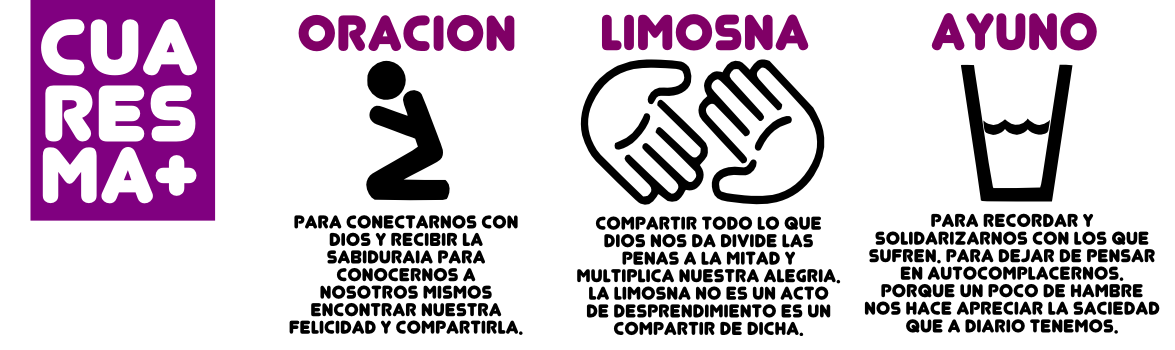 CUA
RES
MA+
ORACION
PARA CONECTARNOS CON
DIOS Y RECIBIR LA
SABIDURAIA PARA
CONOCERNOS A
NOSOTROS MISMOS
ENCONTRAR NUESTRA
FELICIDAD Y COMPARTIRLA.
LIMOSNA
COMPARTIR TODO LO QUE
DIOS NOS DA DIVIDE LAS
PENAS A LA MITAD Y
MULTIPLICA NUESTRA ALEGRIA.
LA LIMOSNA NO ES UN ACTO
DE DESPRENDIMIENTO ES UN
COMPARTIR DE DICHA.
AYUNO
PARA RECORDAR Y
SOLIDARIZARNOS CON LOS QUE
SUFREN. PARA DEJAR DE PENSAR
EN AUTOCOMPLACERNOS.
PORQUE UN POCO DE HAMBRE
NOS HACE APRECIAR LA SACIEDAD
QUE A DIARIO TENEMOS.